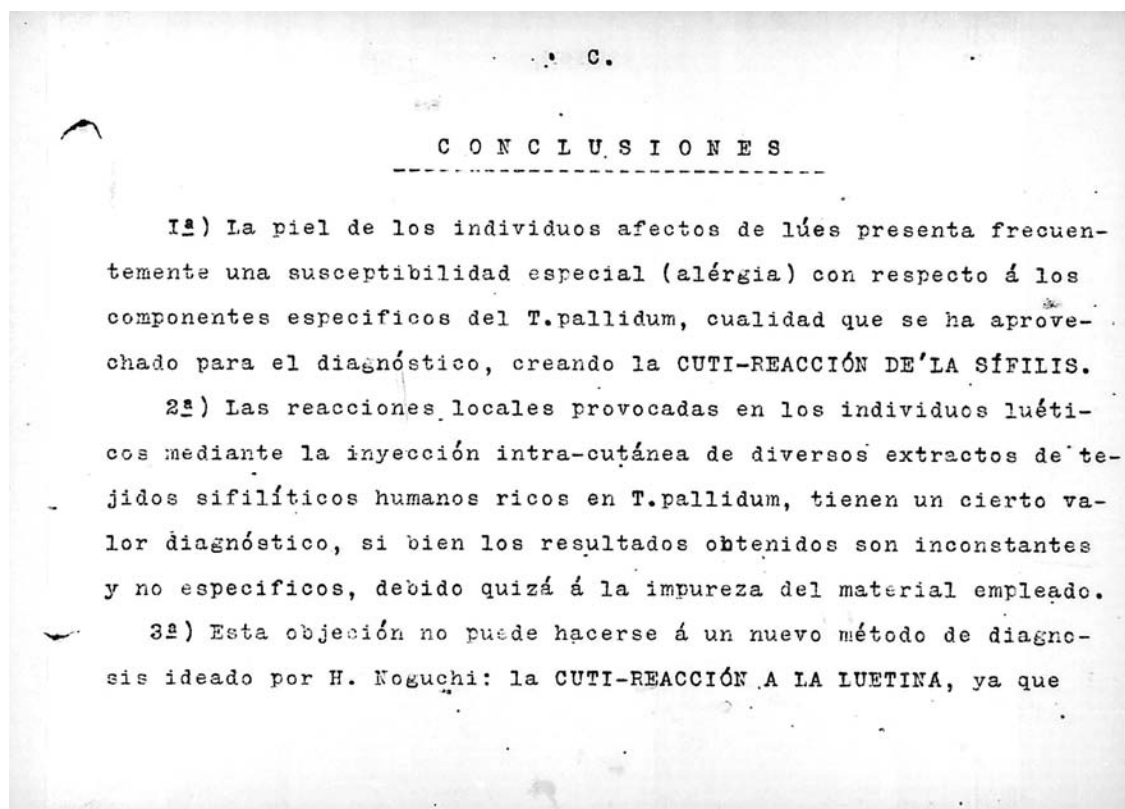 C.
CONCLUSIONES
Iª) La piel de los individuos afectos de lúes presenta frecuen-
temente una susceptibilidad especial (alérgia) con respecto á los
componentes especificos del T.pallidum, cualidad que se ha aprove-
chado para el diagnóstico, creando la CUTI-REACCIÓN DE LA SÍFILIS.
2ª) Las reacciones locales provocadas en los individuos luéti-
cos mediante la inyección intra-cutánea de diversos extractos de te-
jidos sifilíticos humanos ricos en T.pallidum, tienen un cierto va-
lor diagnóstico, si bien los resultados obtenidos son inconstantes
y no especificos, debido quizá á la impureza del material empleado.
3ª) Esta objeción no puede hacerse á un nuevo método de diagno-
sis ideado por H. Noguchi: la CUTI-REACCIÓN A LA LUETINA, ya que